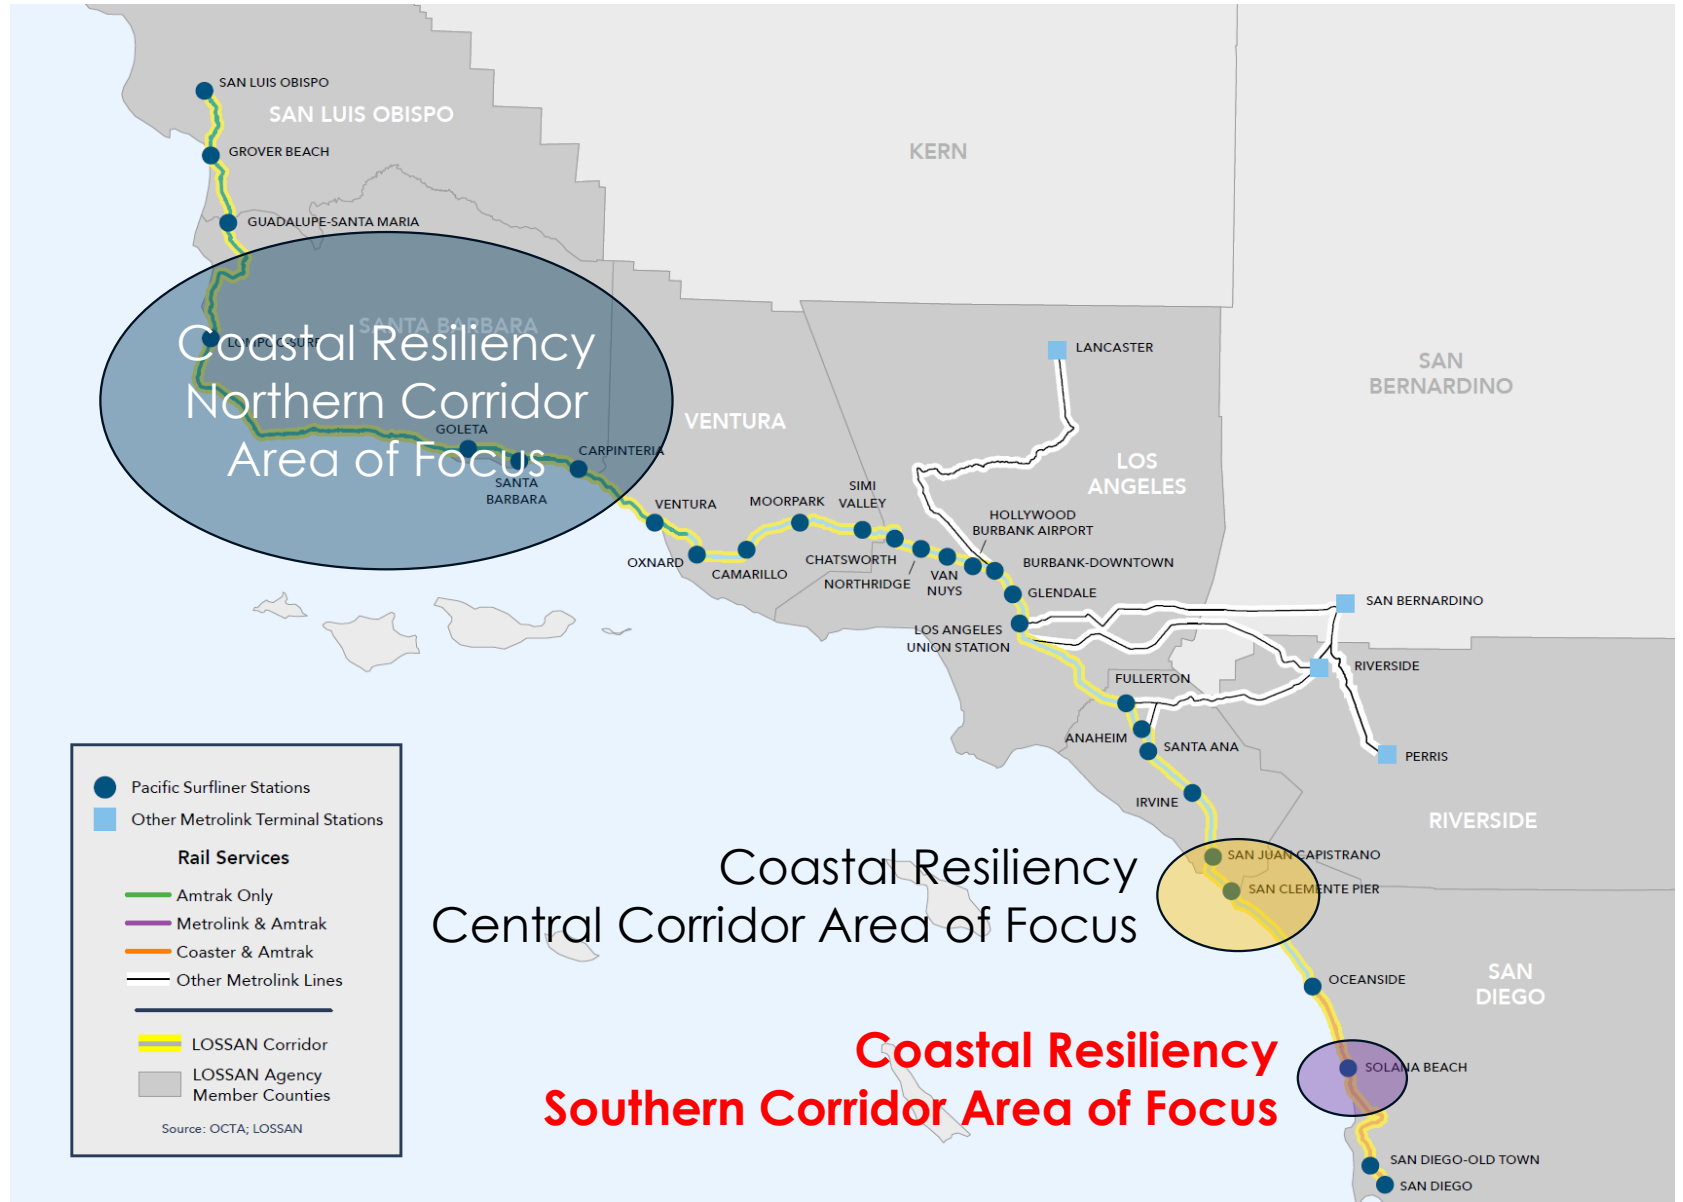 SAN LUIS OBISPO
SAN LUIS OBISPO
GROVER BEACH
KERN
GUADALUPE-SANTA MARIA
SANTA BARBARA
Coastal Resiliency
LOMPOC-SURF
Northern Corridor
Area of Focus
GOLETA
SANTA
BARBARA
CARPINTERIA
LANCASTER
SAN
BERNARDINO
VENTURA
LOS
ANGELES
VENTURA
OXNARD
CAMARILLO
MOORPARK
SIMI
VALLEY
CHATSWORTH
NORTHRIDGE
VAN
NUYS
HOLLYWOOD
BURBANK AIRPORT
BURBANK-DOWNTOWN
GLENDALE
LOS ANGELES
UNION STATION
SAN BERNARDINO
RIVERSIDE
FULLERTON
ANAHEIM
SANTA ANA
PERRIS
IRVINE
RIVERSIDE
SAN JUAN CAPISTRANO
SAN CLEMENTE PIER
Coastal Resiliency
Central Corridor Area of Focus
OCEANSIDE
SAN
DIEGO
Coastal Resiliency
Southern Corridor Area of Focus
SOLANA BEACH
SAN DIEGO-OLD TOWN
SAN DIEGO
Pacific Surfliner Stations
Other Metrolink Terminal Stations
Rail Services
Amtrak Only
Metrolink & Amtrak
Coaster & Amtrak
Other Metrolink Lines
LOSSAN Corridor
LOSSAN Agency
Member Counties
Source: OCTA; LOSSAN